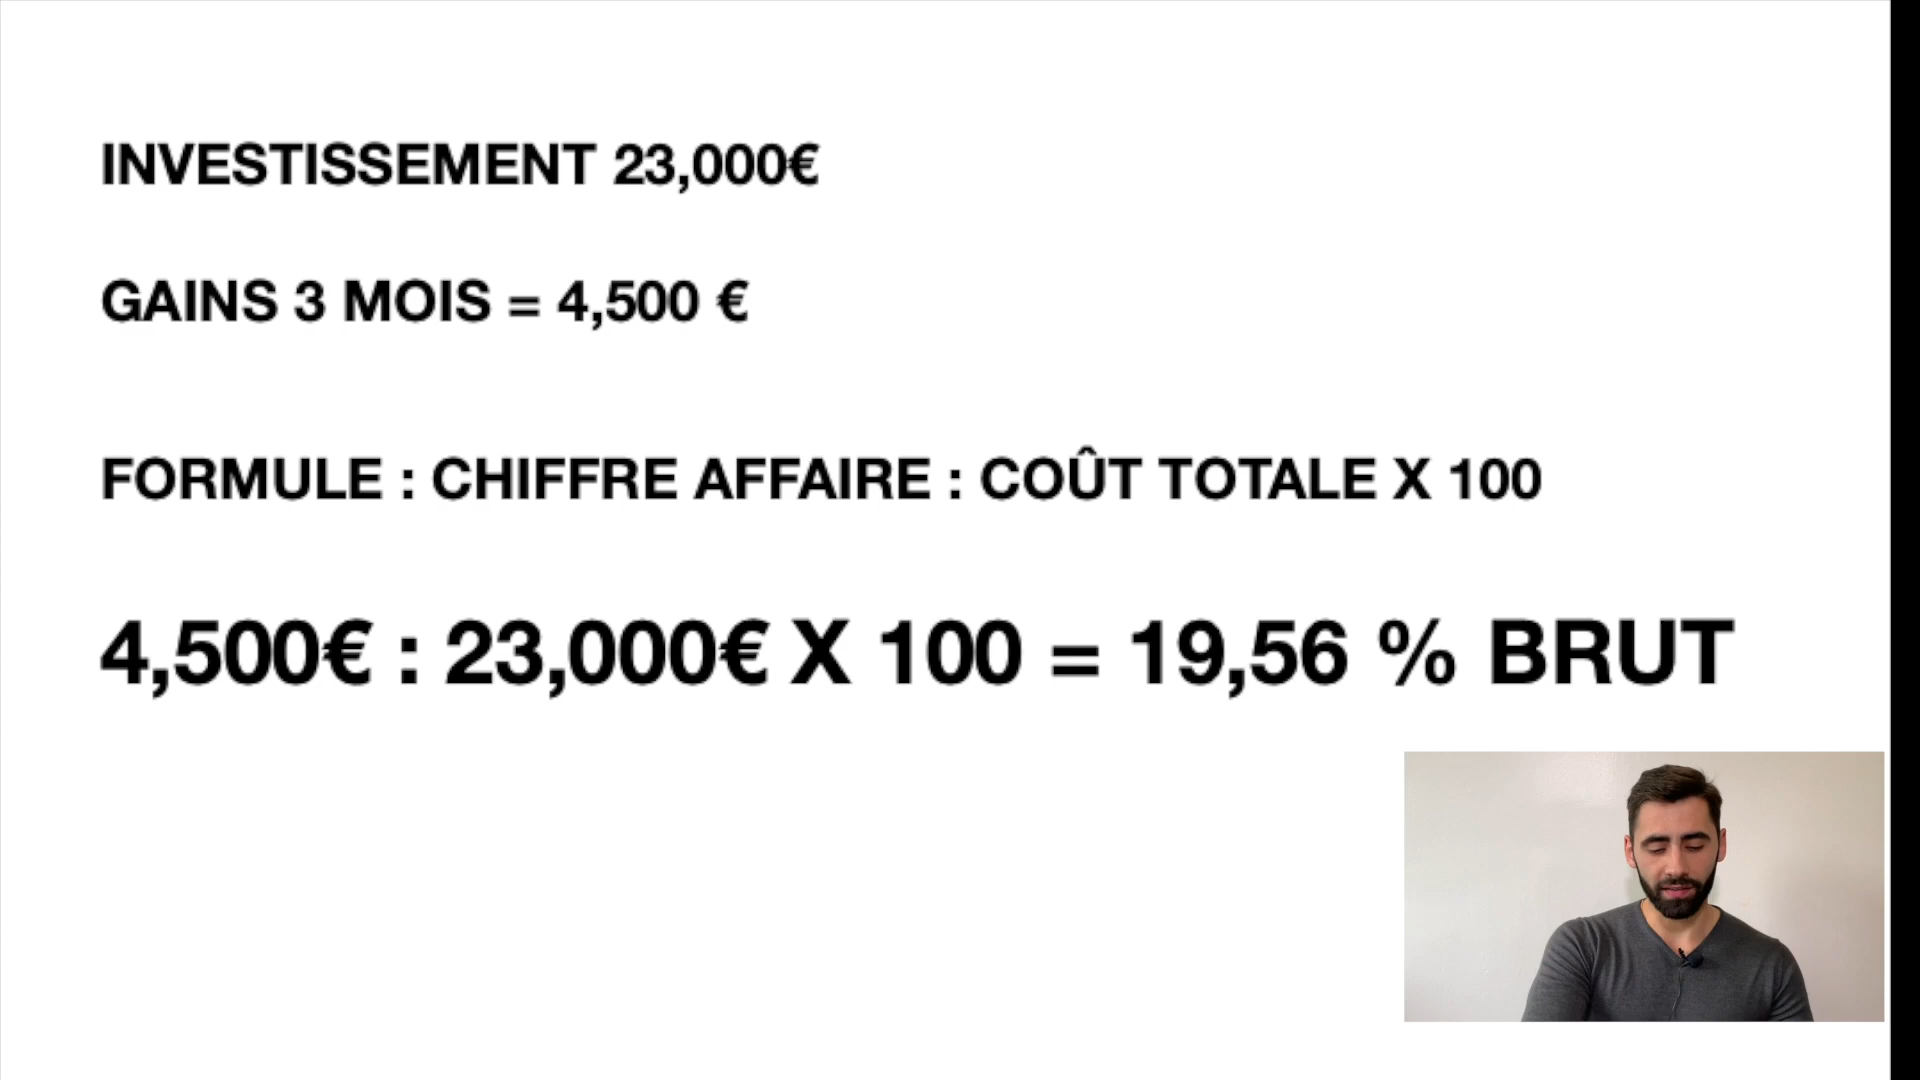 INVESTISSEMENT 23,000€
GAINS 3 MOIS = 4,500 €
FORMULE : CHIFFRE AFFAIRE : COÛT TOTALE X 100
4,500€ : 23,000€ X 100 = 19,56 % BRUT